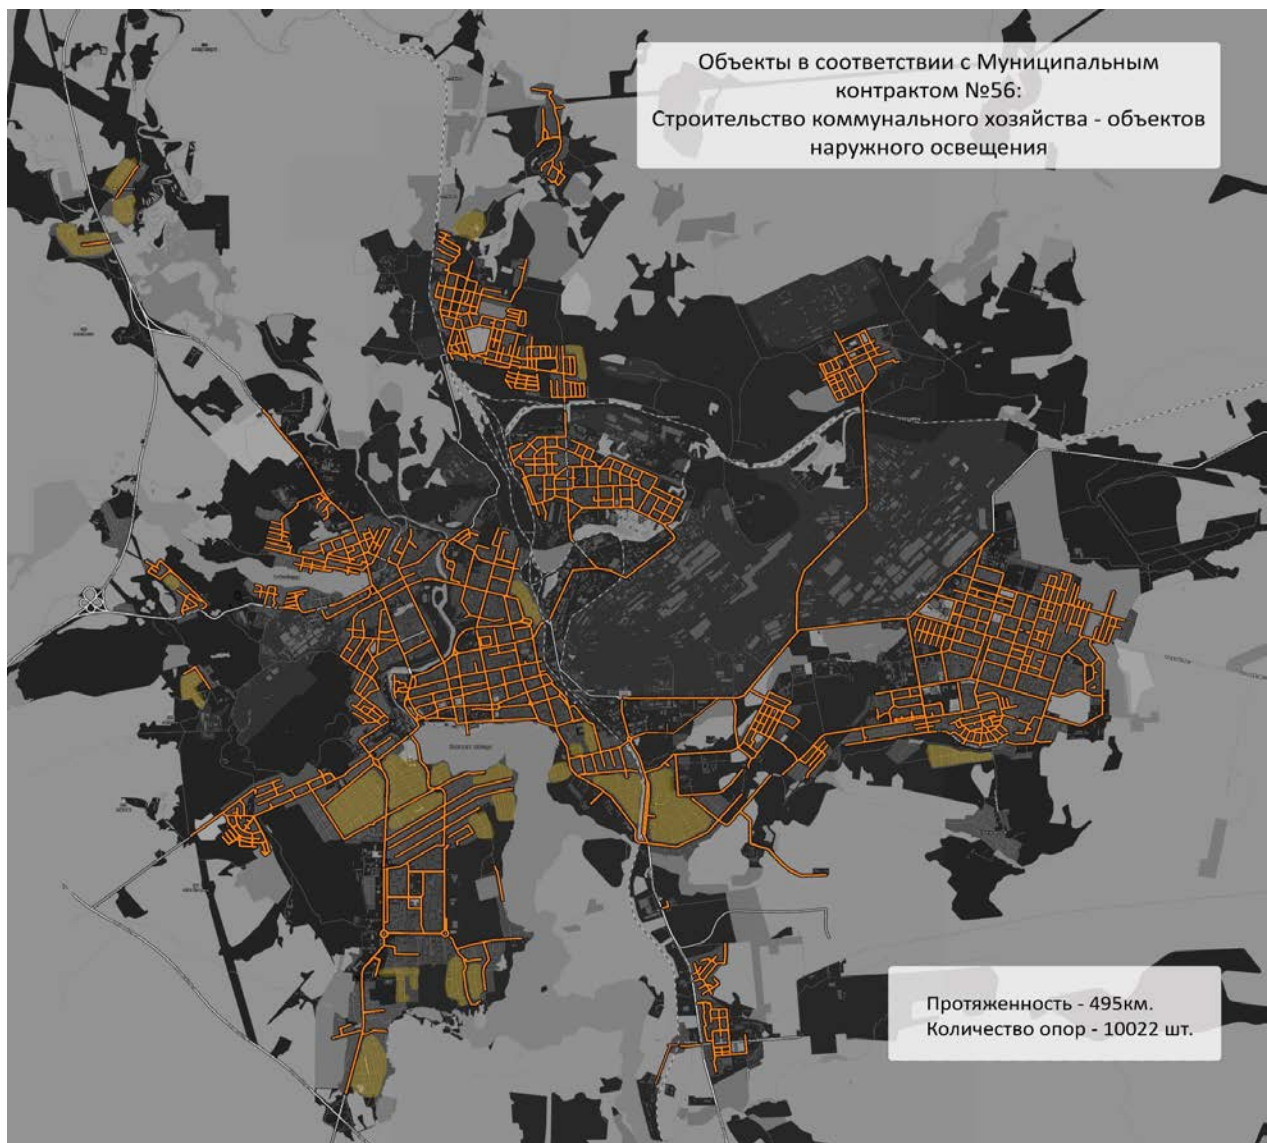 Объекты в соответствии с Муниципальным
контрактом №56:
Строительство коммунального хозяйства - объектов
наружного освещения
Протяженность - 495км.
Количество опор - 10022 шт.